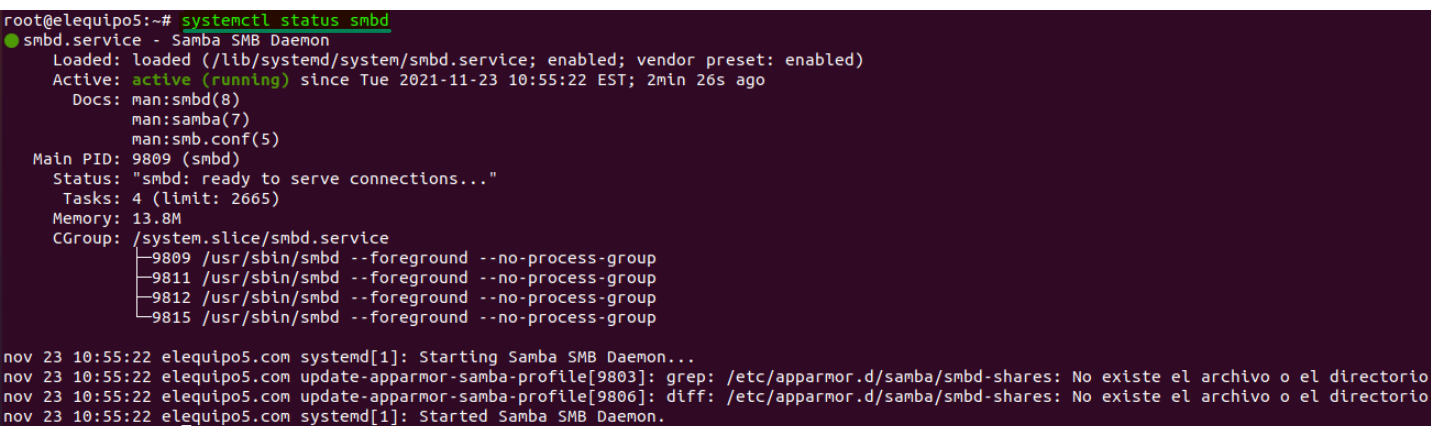 root@elequipo5:~# systemctl status smbd
● smbd.service - Samba SMB Daemon
Loaded: loaded (/lib/systemd/system/smbd.service; enabled; vendor preset: enabled)
Active: active (running) since Tue 2021-11-23 10:55:22 EST; 2min 26s ago
Docs: man:smbd(8)
man:samba(7)
man:smb.conf(5)
Main PID: 9809 (smbd)
Status: "smbd: ready to serve connections..."
Tasks: 4 (limit: 2665)
Memory: 13.8M
CGroup: /system.slice/smbd.service
├─9809 /usr/sbin/smbd --foreground --no-process-group
├─9811 /usr/sbin/smbd --foreground --no-process-group
├─9812 /usr/sbin/smbd --foreground --no-process-group
└─9815 /usr/sbin/smbd --foreground --no-process-group
nov 23 10:55:22 elequipo5.com systemd[1]: Starting Samba SMB Daemon...
nov 23 10:55:22 elequipo5.com update-apparmor-samba-profile[9803]: grep: /etc/apparmor.d/samba/smbd-shares: No existe el archivo o el directorio
nov 23 10:55:22 elequipo5.com update-apparmor-samba-profile[9806]: diff: /etc/apparmor.d/samba/smbd-shares: No existe el archivo o el directorio
nov 23 10:55:22 elequipo5.com systemd[1]: Started Samba SMB Daemon.